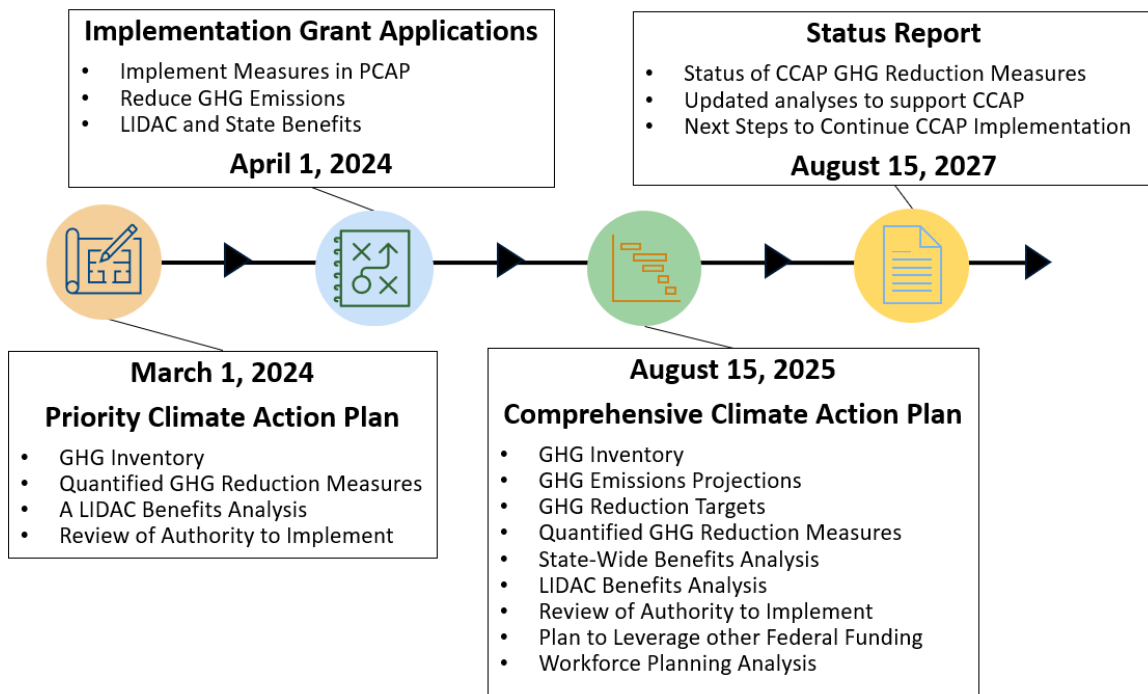 Implementation Grant Applications
• Implement Measures in PCAP
• Reduce GHG Emissions
• LIDAC and State Benefits
April 1, 2024
Status Report
• Status of CCAP GHG Reduction Measures
• Updated analyses to support CCAP
• Next Steps to Continue CCAP Implementation
August 15, 2027
March 1, 2024
Priority Climate Action Plan
• GHG Inventory
• Quantified GHG Reduction Measures
• A LIDAC Benefits Analysis
• Review of Authority to Implement
August 15, 2025
Comprehensive Climate Action Plan
• GHG Inventory
• GHG Emissions Projections
• GHG Reduction Targets
• Quantified GHG Reduction Measures
• State-Wide Benefits Analysis
• LIDAC Benefits Analysis
• Review of Authority to Implement
• Plan to Leverage other Federal Funding
• Workforce Planning Analysis